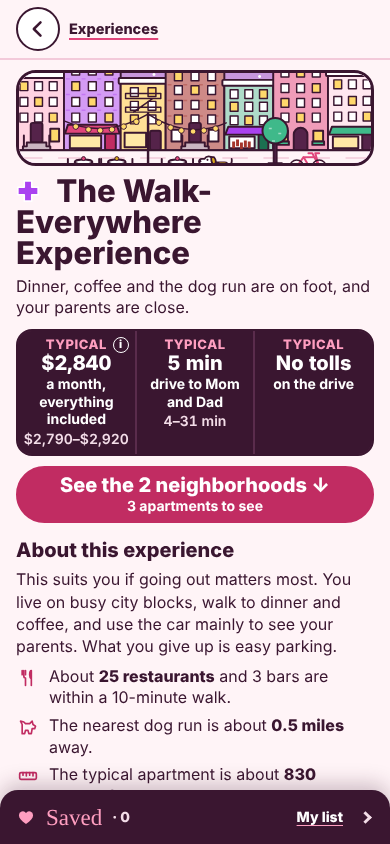 Experiences
The Walk-
Everywhere
Experience
Dinner, coffee and the dog run are on foot, and
your parents are close.
TYPICAL
$2,840
a month,
everything
included
$2,790–$2,920
TYPICAL
5 min
drive to Mom
and Dad
4–31 min
TYPICAL
No tolls
on the drive
See the 2 neighborhoods ↓
3 apartments to see
About this experience
This suits you if going out matters most. You
live on busy city blocks, walk to dinner and
coffee, and use the car mainly to see your
parents. What you give up is easy parking.
About 25 restaurants and 3 bars are
within a 10-minute walk.
The nearest dog run is about 0.5 miles
away.
The typical apartment is about 830
Saved · 0
My list